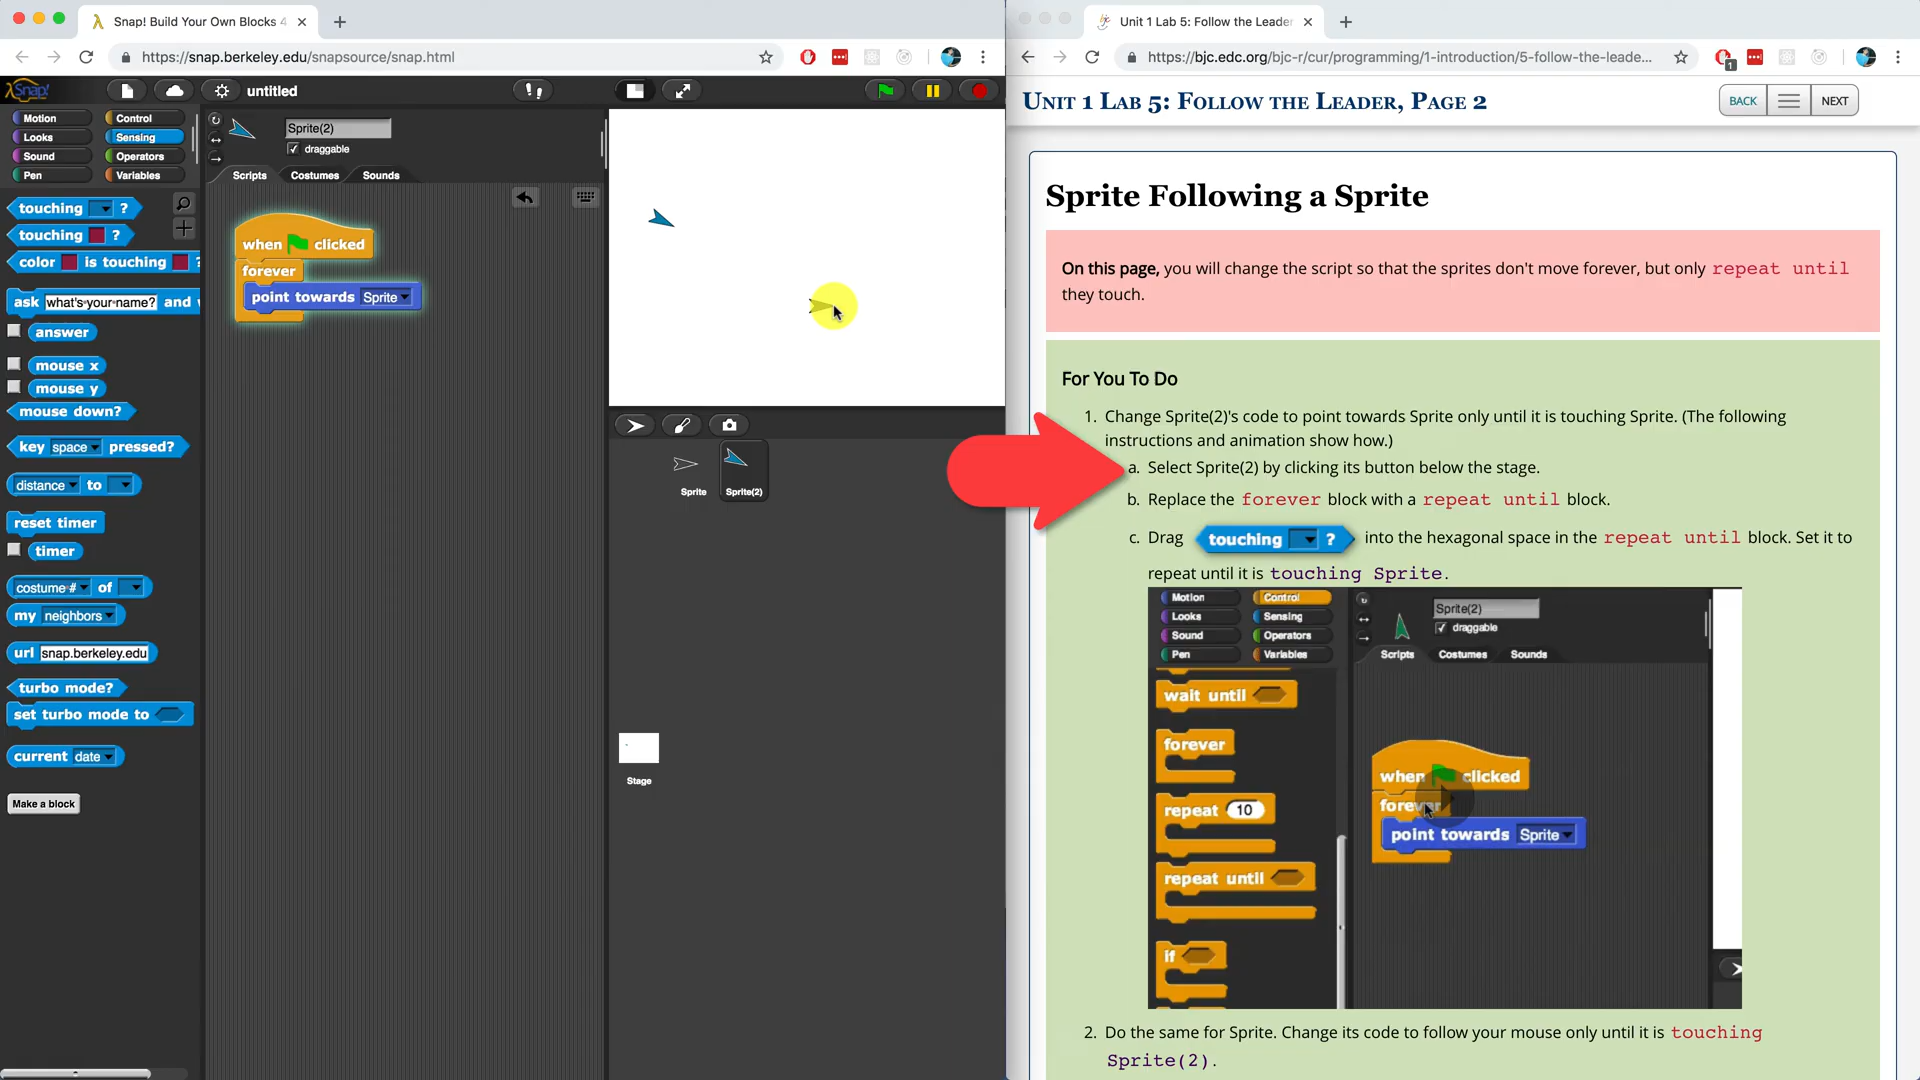 Snap! Build Your Own Blocks 4
https://snap.berkeley.edu/snapsource/snap.html
Snap!
untitled
Motion
Control
Looks
Sensing
Sound
Operators
Pen
Variables
Sprite(2)
draggable
Scripts
Costumes
Sounds
touching ?
touching ?
color is touching ?
ask what's your name? and
answer
mouse x
mouse y
mouse down?
key space pressed?
distance to
reset timer
timer
costume # of
my neighbors
url snap.berkeley.edu
turbo mode?
set turbo mode to
current date
Make a block
when clicked
forever
point towards Sprite
Sprite
Sprite(2)
Stage
Unit 1 Lab 5: Follow the Leader
https://bjc.edc.org/bjc-r/cur/programming/1-introduction/5-follow-the-leade...
1
Unit 1 Lab 5: Follow the Leader, Page 2
BACK
NEXT
Sprite Following a Sprite
On this page, you will change the script so that the sprites don't move forever, but only repeat until
they touch.
For You To Do
1. Change Sprite(2)'s code to point towards Sprite only until it is touching Sprite. (The following
instructions and animation show how.)
a. Select Sprite(2) by clicking its button below the stage.
b. Replace the forever block with a repeat until block.
c. Drag touching ? into the hexagonal space in the repeat until block. Set it to
repeat until it is touching Sprite.
Motion
Control
Looks
Sensing
Sound
Operators
Pen
Variables
Sprite(2)
draggable
Scripts
Costumes
Sounds
wait until
forever
repeat 10
repeat until
if
when clicked
forever
point towards Sprite
2. Do the same for Sprite. Change its code to follow your mouse only until it is touching
Sprite(2).